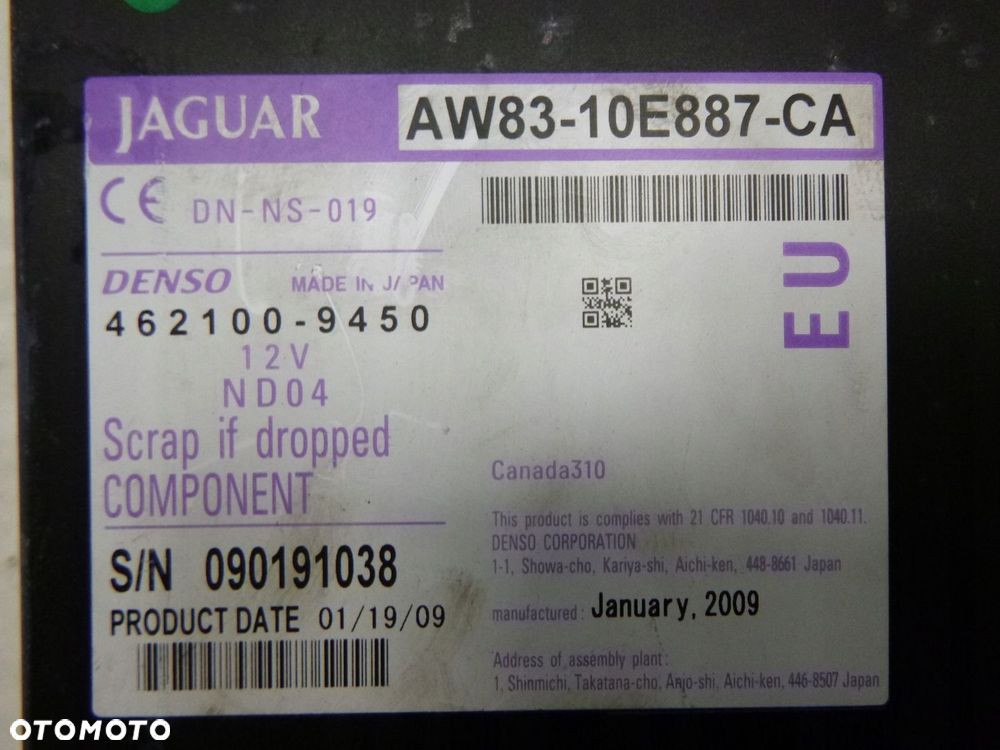 JAGUAR AW83-10E887-CA
CE DN-NS-019
DENSO MADE IN JAPAN
462100-9450
12V
ND04
EU
Scrap if dropped
COMPONENT
Canada310
This product is complies with 21 CFR 1040.10 and 1040.11.
DENSO CORPORATION
1-1, Showa-cho, Kariya-shi, Aichi-ken, 448-8661 Japan
S/N 090191038
PRODUCT DATE 01/19/09
manufactured: January, 2009
Address of assembly plant:
1, Shinmichi, Takatana-cho, Anjo-shi, Aichi-ken, 446-8507 Japan
OTOMOTO